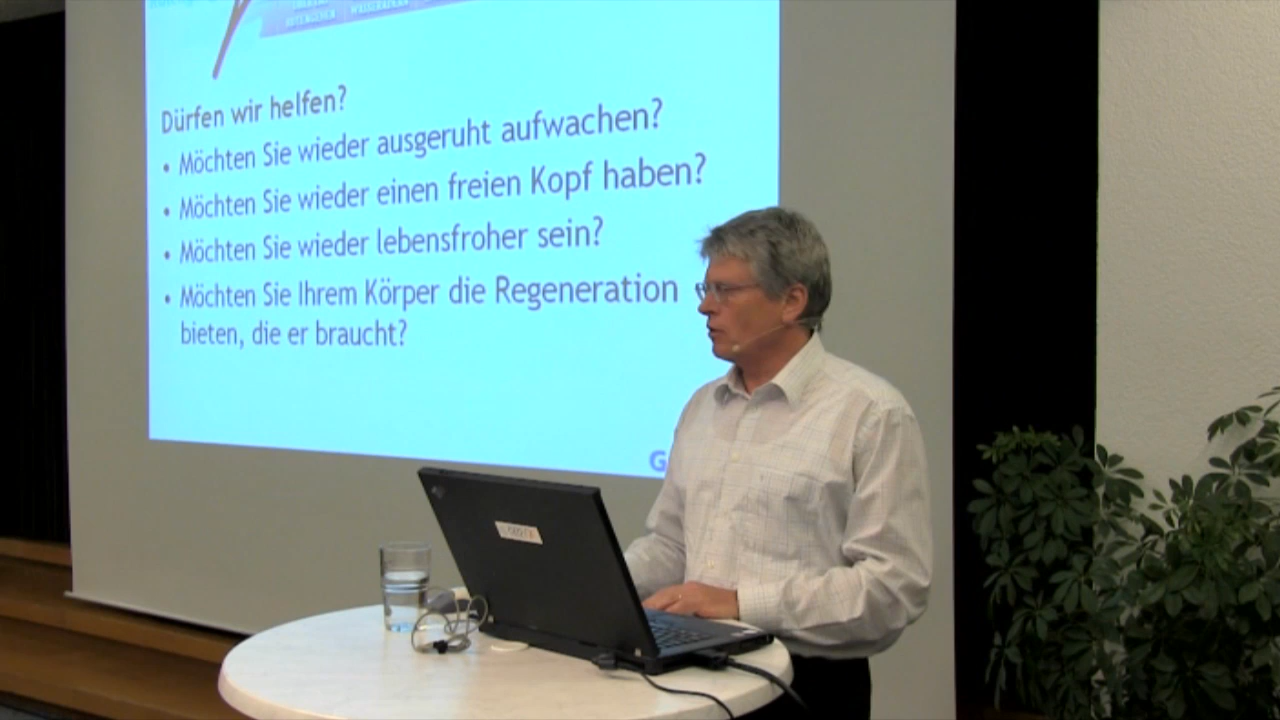 Dürfen wir helfen?
• Möchten Sie wieder ausgeruht aufwachen?
• Möchten Sie wieder einen freien Kopf haben?
• Möchten Sie wieder lebensfroher sein?
• Möchten Sie Ihrem Körper die Regeneration
bieten, die er braucht?
G